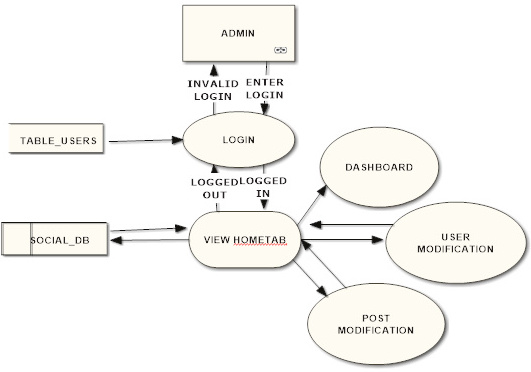 ADMIN
INVALID
LOGIN
ENTER
LOGIN
TABLE_USERS
LOGIN
DASHBOARD
LOGGED
OUT
LOGGED
IN
SOCIAL_DB
VIEW HOMETAB
USER
MODIFICATION
POST
MODIFICATION